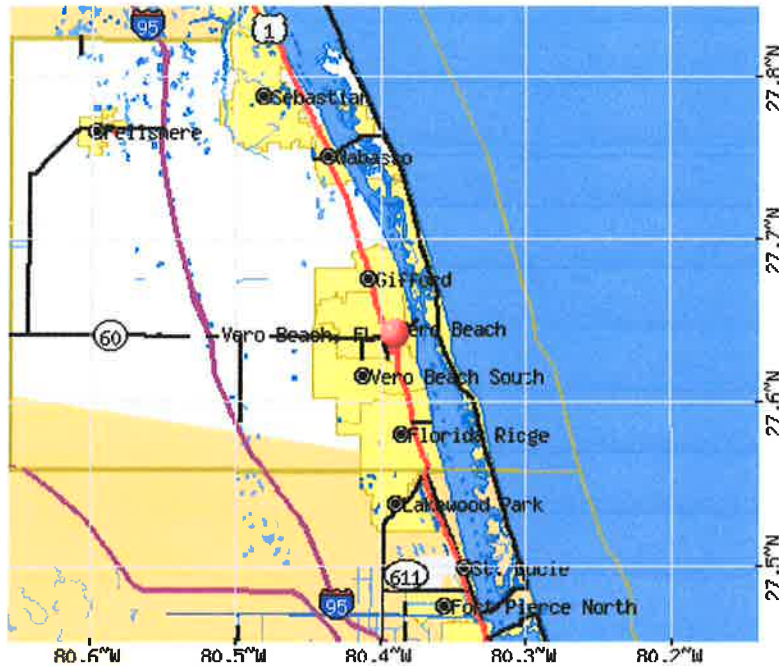 95
1
27.8°N
Sebastian
Fellsmere
Wabasso
27.7°N
Gifford
60
Vero Beach, FL
ero Beach
Vero Beach South
27.6°N
Florida Ricge
Lakewood Park
27.5°N
611
St. Lucie
95
Fort Pierce North
80.6°W
80.5°W
80.4°W
80.3°W
80.2°W